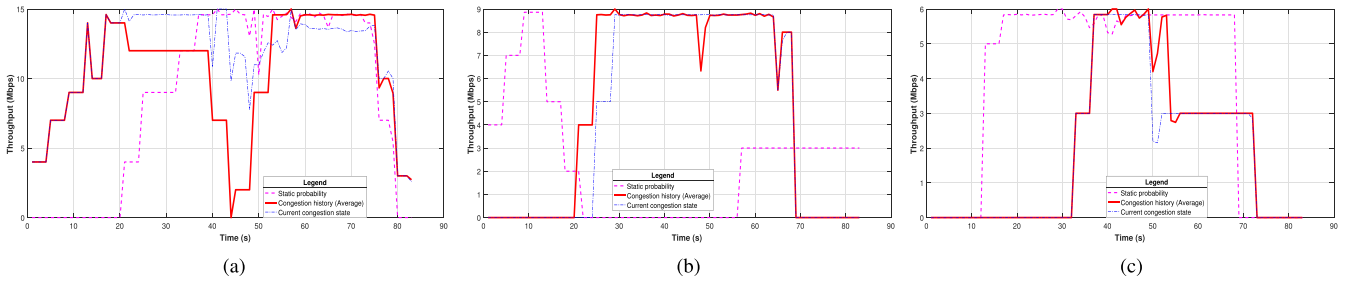 15
10
5
0
Throughput (Mbps)
0 10 20 30 40 50 60 70 80 90
Time (s)
Legend
Static probability
Congestion history (Average)
Current congestion state
(a)
9
8
7
6
5
4
3
2
1
0
Throughput (Mbps)
0 10 20 30 40 50 60 70 80 90
Time (s)
Legend
Static probability
Congestion history (Average)
Current congestion state
(b)
6
5
4
3
2
1
0
Throughput (Mbps)
0 10 20 30 40 50 60 70 80 90
Time (s)
Legend
Static probability
Congestion history (Average)
Current congestion state
(c)